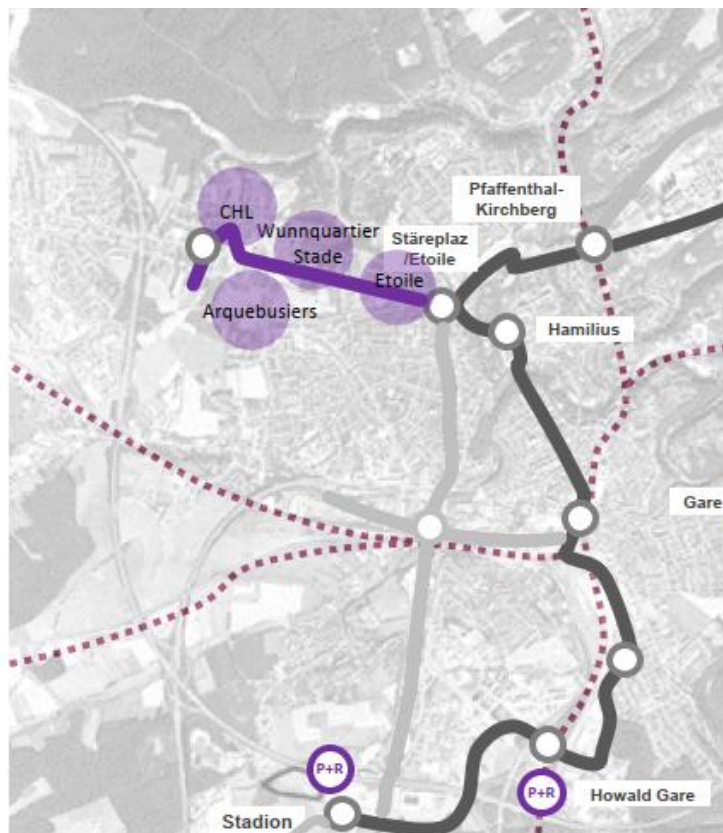 CHL
Pfaffenthal-
Kirchberg
Wunnquartier
Stade
Stäreplaz
/Etoile
Etoile
Arquebusiers
Hamilius
Gare
P+R
P+R
Howald Gare
Stadion